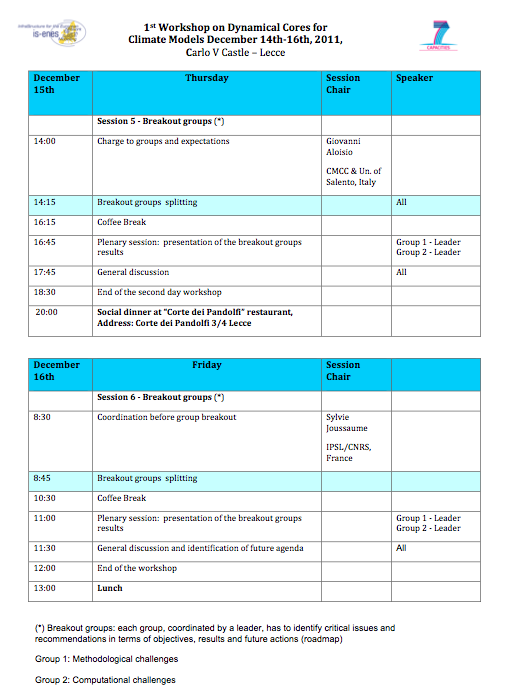 Infrastructure for the European
is-enes
1st Workshop on Dynamical Cores for
Climate Models December 14th-16th, 2011,
Carlo V Castle – Lecce
7
CAPACITIES
December 15th Thursday Session Chair Speaker
Session 5 - Breakout groups (*)
14:00 Charge to groups and expectations Giovanni
Aloisio
CMCC & Un. of
Salento, Italy
14:15 Breakout groups splitting All
16:15 Coffee Break
16:45 Plenary session: presentation of the breakout groups Group 1 - Leader
results Group 2 - Leader
17:45 General discussion All
18:30 End of the second day workshop
20:00 Social dinner at "Corte dei Pandolfi" restaurant,
Address: Corte dei Pandolfi 3/4 Lecce
December 16th Friday Session Chair
Session 6 - Breakout groups (*)
8:30 Coordination before group breakout Sylvie
Joussaume
IPSL/CNRS,
France
8:45 Breakout groups splitting
10:30 Coffee Break
11:00 Plenary session: presentation of the breakout groups Group 1 - Leader
results Group 2 - Leader
11:30 General discussion and identification of future agenda All
12:00 End of the workshop
13:00 Lunch
(*) Breakout groups: each group, coordinated by a leader, has to identify critical issues and
recommendations in terms of objectives, results and future actions (roadmap)
Group 1: Methodological challenges
Group 2: Computational challenges